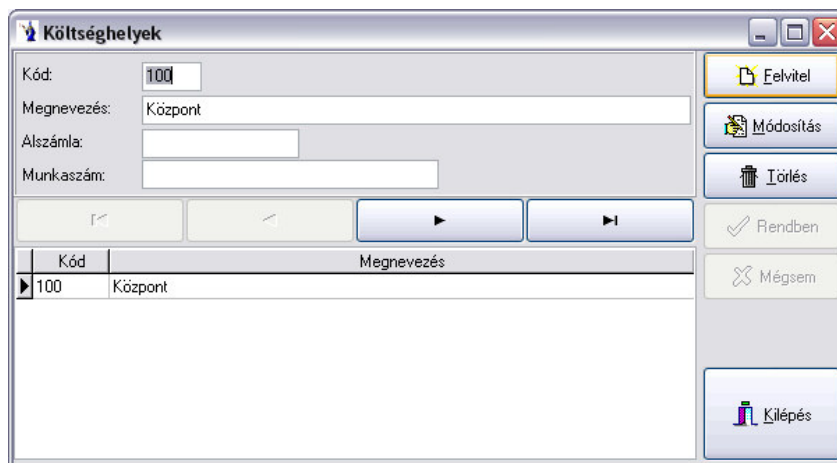 Költséghelyek
Kód: 100
Megnevezés: Központ
Alszámla:
Munkaszám:
Kód Megnevezés
100 Központ
Felvitel
Módosítás
Törlés
Rendben
Mégsem
Kilépés